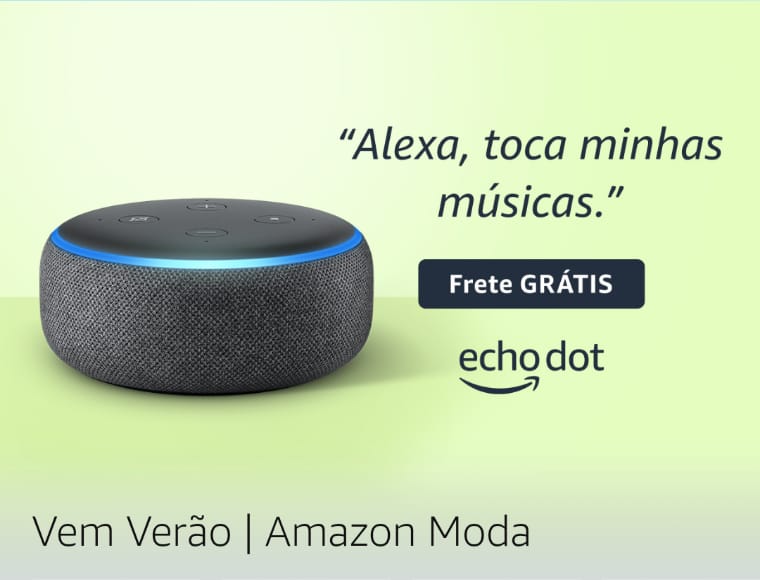 “Alexa, toca minhas
músicas.”
Frete GRÁTIS
echo dot
Vem Verão | Amazon Moda